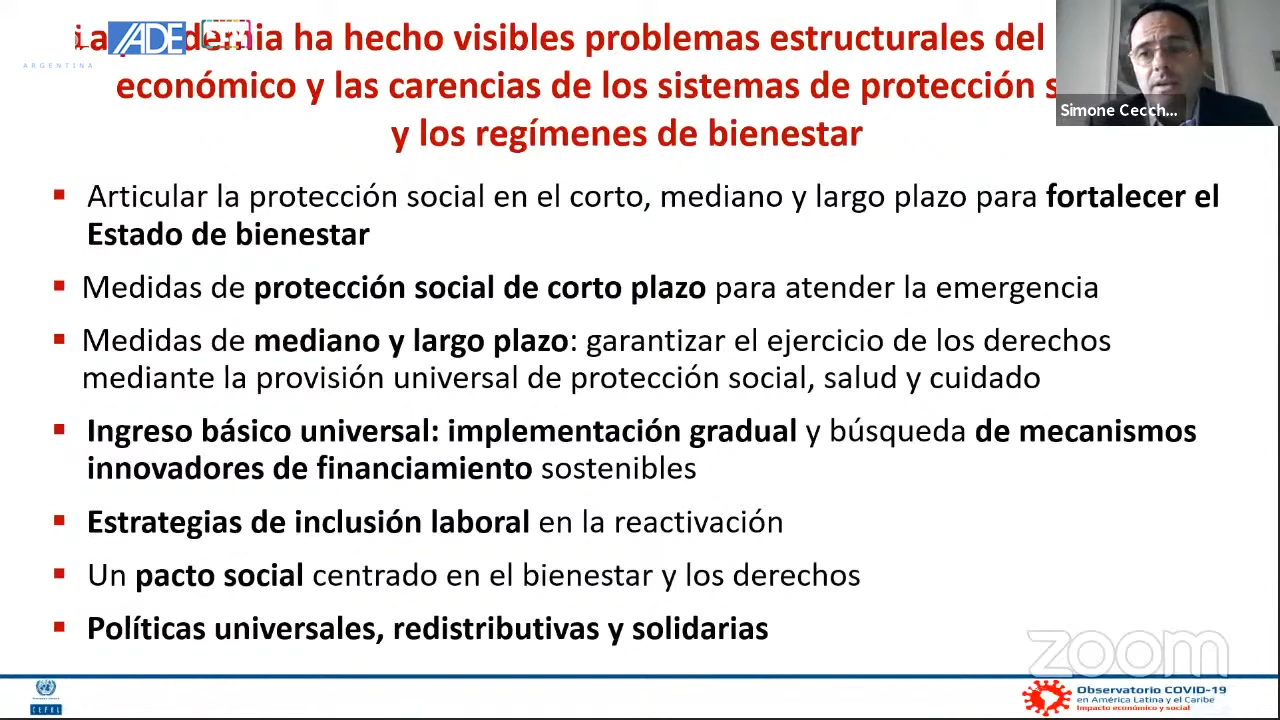 La pandemia ha hecho visibles problemas estructurales del
económico y las carencias de los sistemas de protección s
y los regímenes de bienestar
ADE
ARGENTINA
Simone Cecch...
Articular la protección social en el corto, mediano y largo plazo para fortalecer el
Estado de bienestar
Medidas de protección social de corto plazo para atender la emergencia
Medidas de mediano y largo plazo: garantizar el ejercicio de los derechos
mediante la provisión universal de protección social, salud y cuidado
Ingreso básico universal: implementación gradual y búsqueda de mecanismos
innovadores de financiamiento sostenibles
Estrategias de inclusión laboral en la reactivación
Un pacto social centrado en el bienestar y los derechos
Políticas universales, redistributivas y solidarias
zoom
CEPAL
Observatorio COVID-19
en América Latina y el Caribe
Impacto económico y social